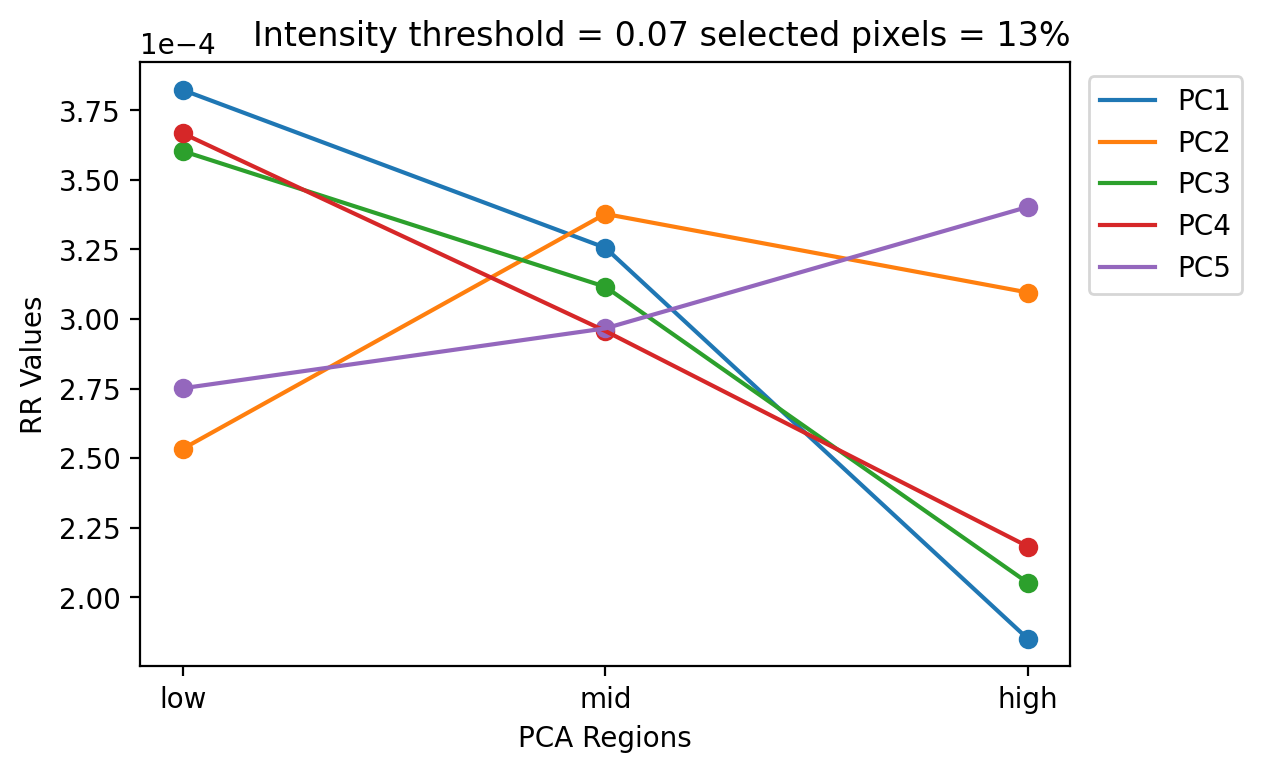 Intensity threshold = 0.07 selected pixels = 13%
1e−4
3.75
3.50
3.25
3.00
2.75
2.50
2.25
2.00
RR Values
low mid high
PCA Regions
PC1
PC2
PC3
PC4
PC5